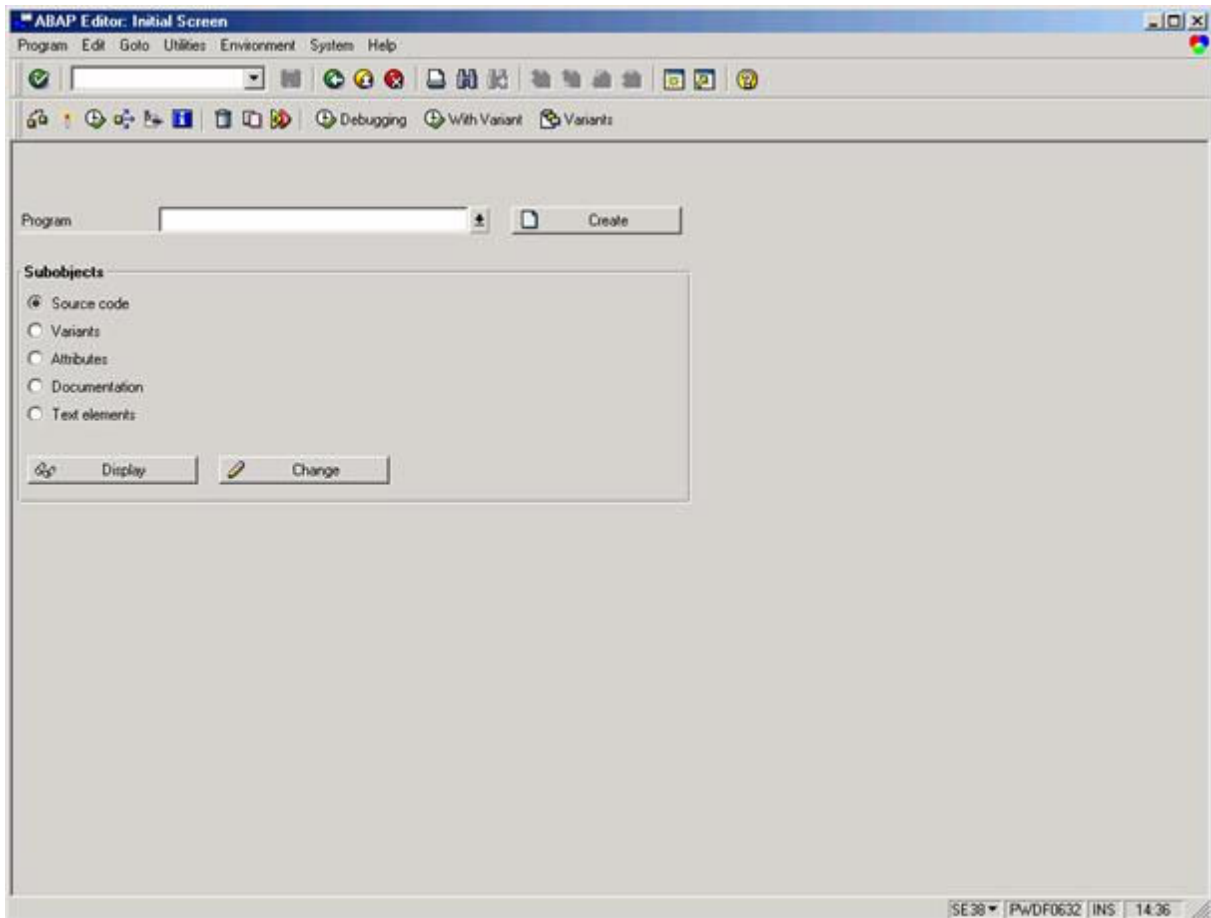 ABAP Editor: Initial Screen
Program Edit Goto Utilities Environment System Help
Debugging With Variant Variants
Program Create
Subobjects
Source code
Variants
Attributes
Documentation
Text elements
Display Change
SE38 PWDF0632 INS 14:36